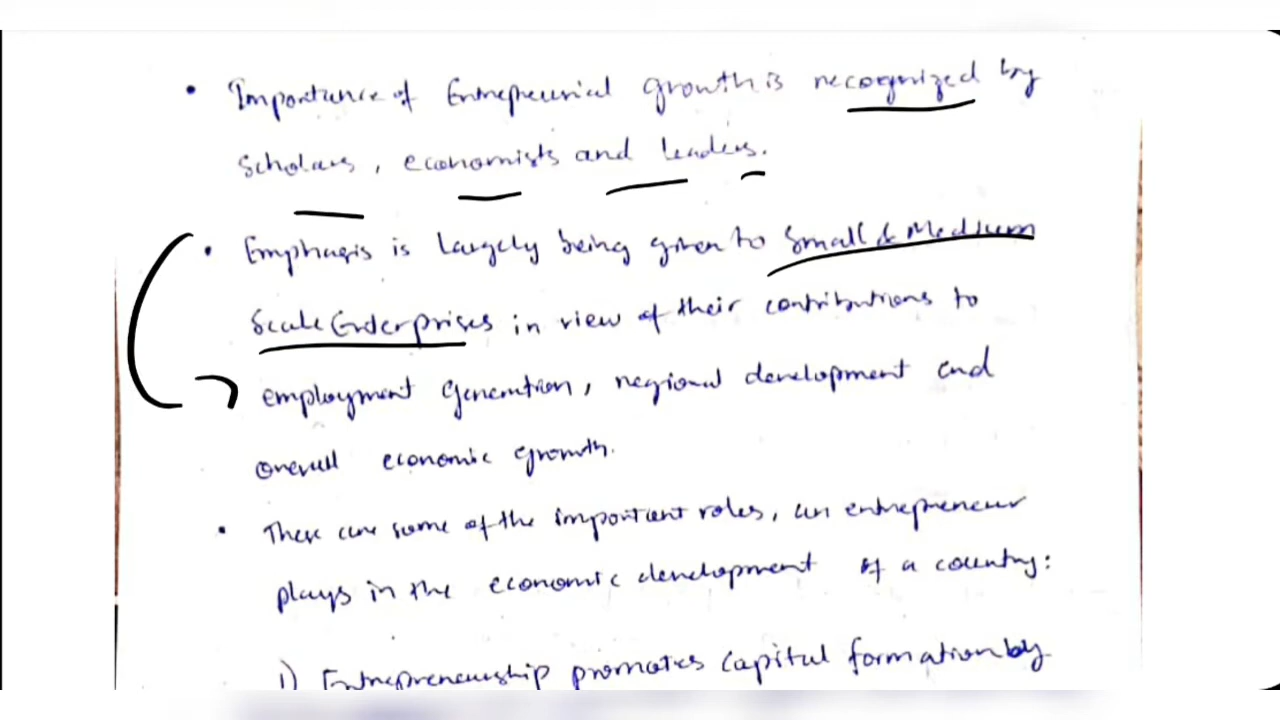 • Importance of Entrepreneurial growth is recognized by
scholars, economists and leaders.
• Emphasis is largely being given to Small & Medium
Scale Enterprises in view of their contributions to
employment generation, regional development and
overall economic growth.
• These are some of the important roles, an entrepreneur
plays in the economic development of a country:
1) Entrepreneurship promotes capital formation by